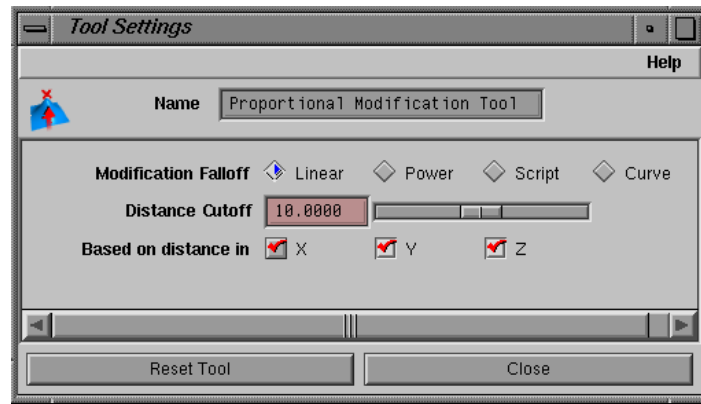 Tool Settings
Help
Name Proportional Modification Tool
Modification Falloff Linear Power Script Curve
Distance Cutoff 10.0000
Based on distance in X Y Z
Reset Tool Close